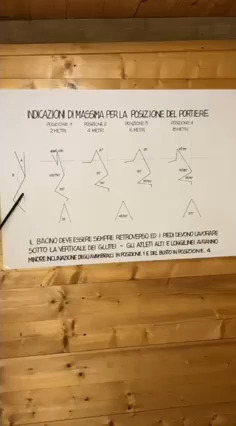 INDICAZIONI DI MASSIMA PER LA POSIZIONE DEL PORTIERE
POSIZIONE 1 POSIZIONE 2 POSIZIONE 3 POSIZIONE 4
2 METRI 4 METRI 6 METRI 8 METRI
IL BACINO DEVE ESSERE SEMPRE RETROVERSO ED I PIEDI DEVONO LAVORARE
SOTTO LA VERTICALE DEI GLUTEI - GLI ATLETI ALTI E LONGILINEI AVRANNO
MINORE INCLINAZIONE DEGLI AVAMBRACCI IN POSIZIONE 1 E DEL BUSTO IN POSIZIONE 4